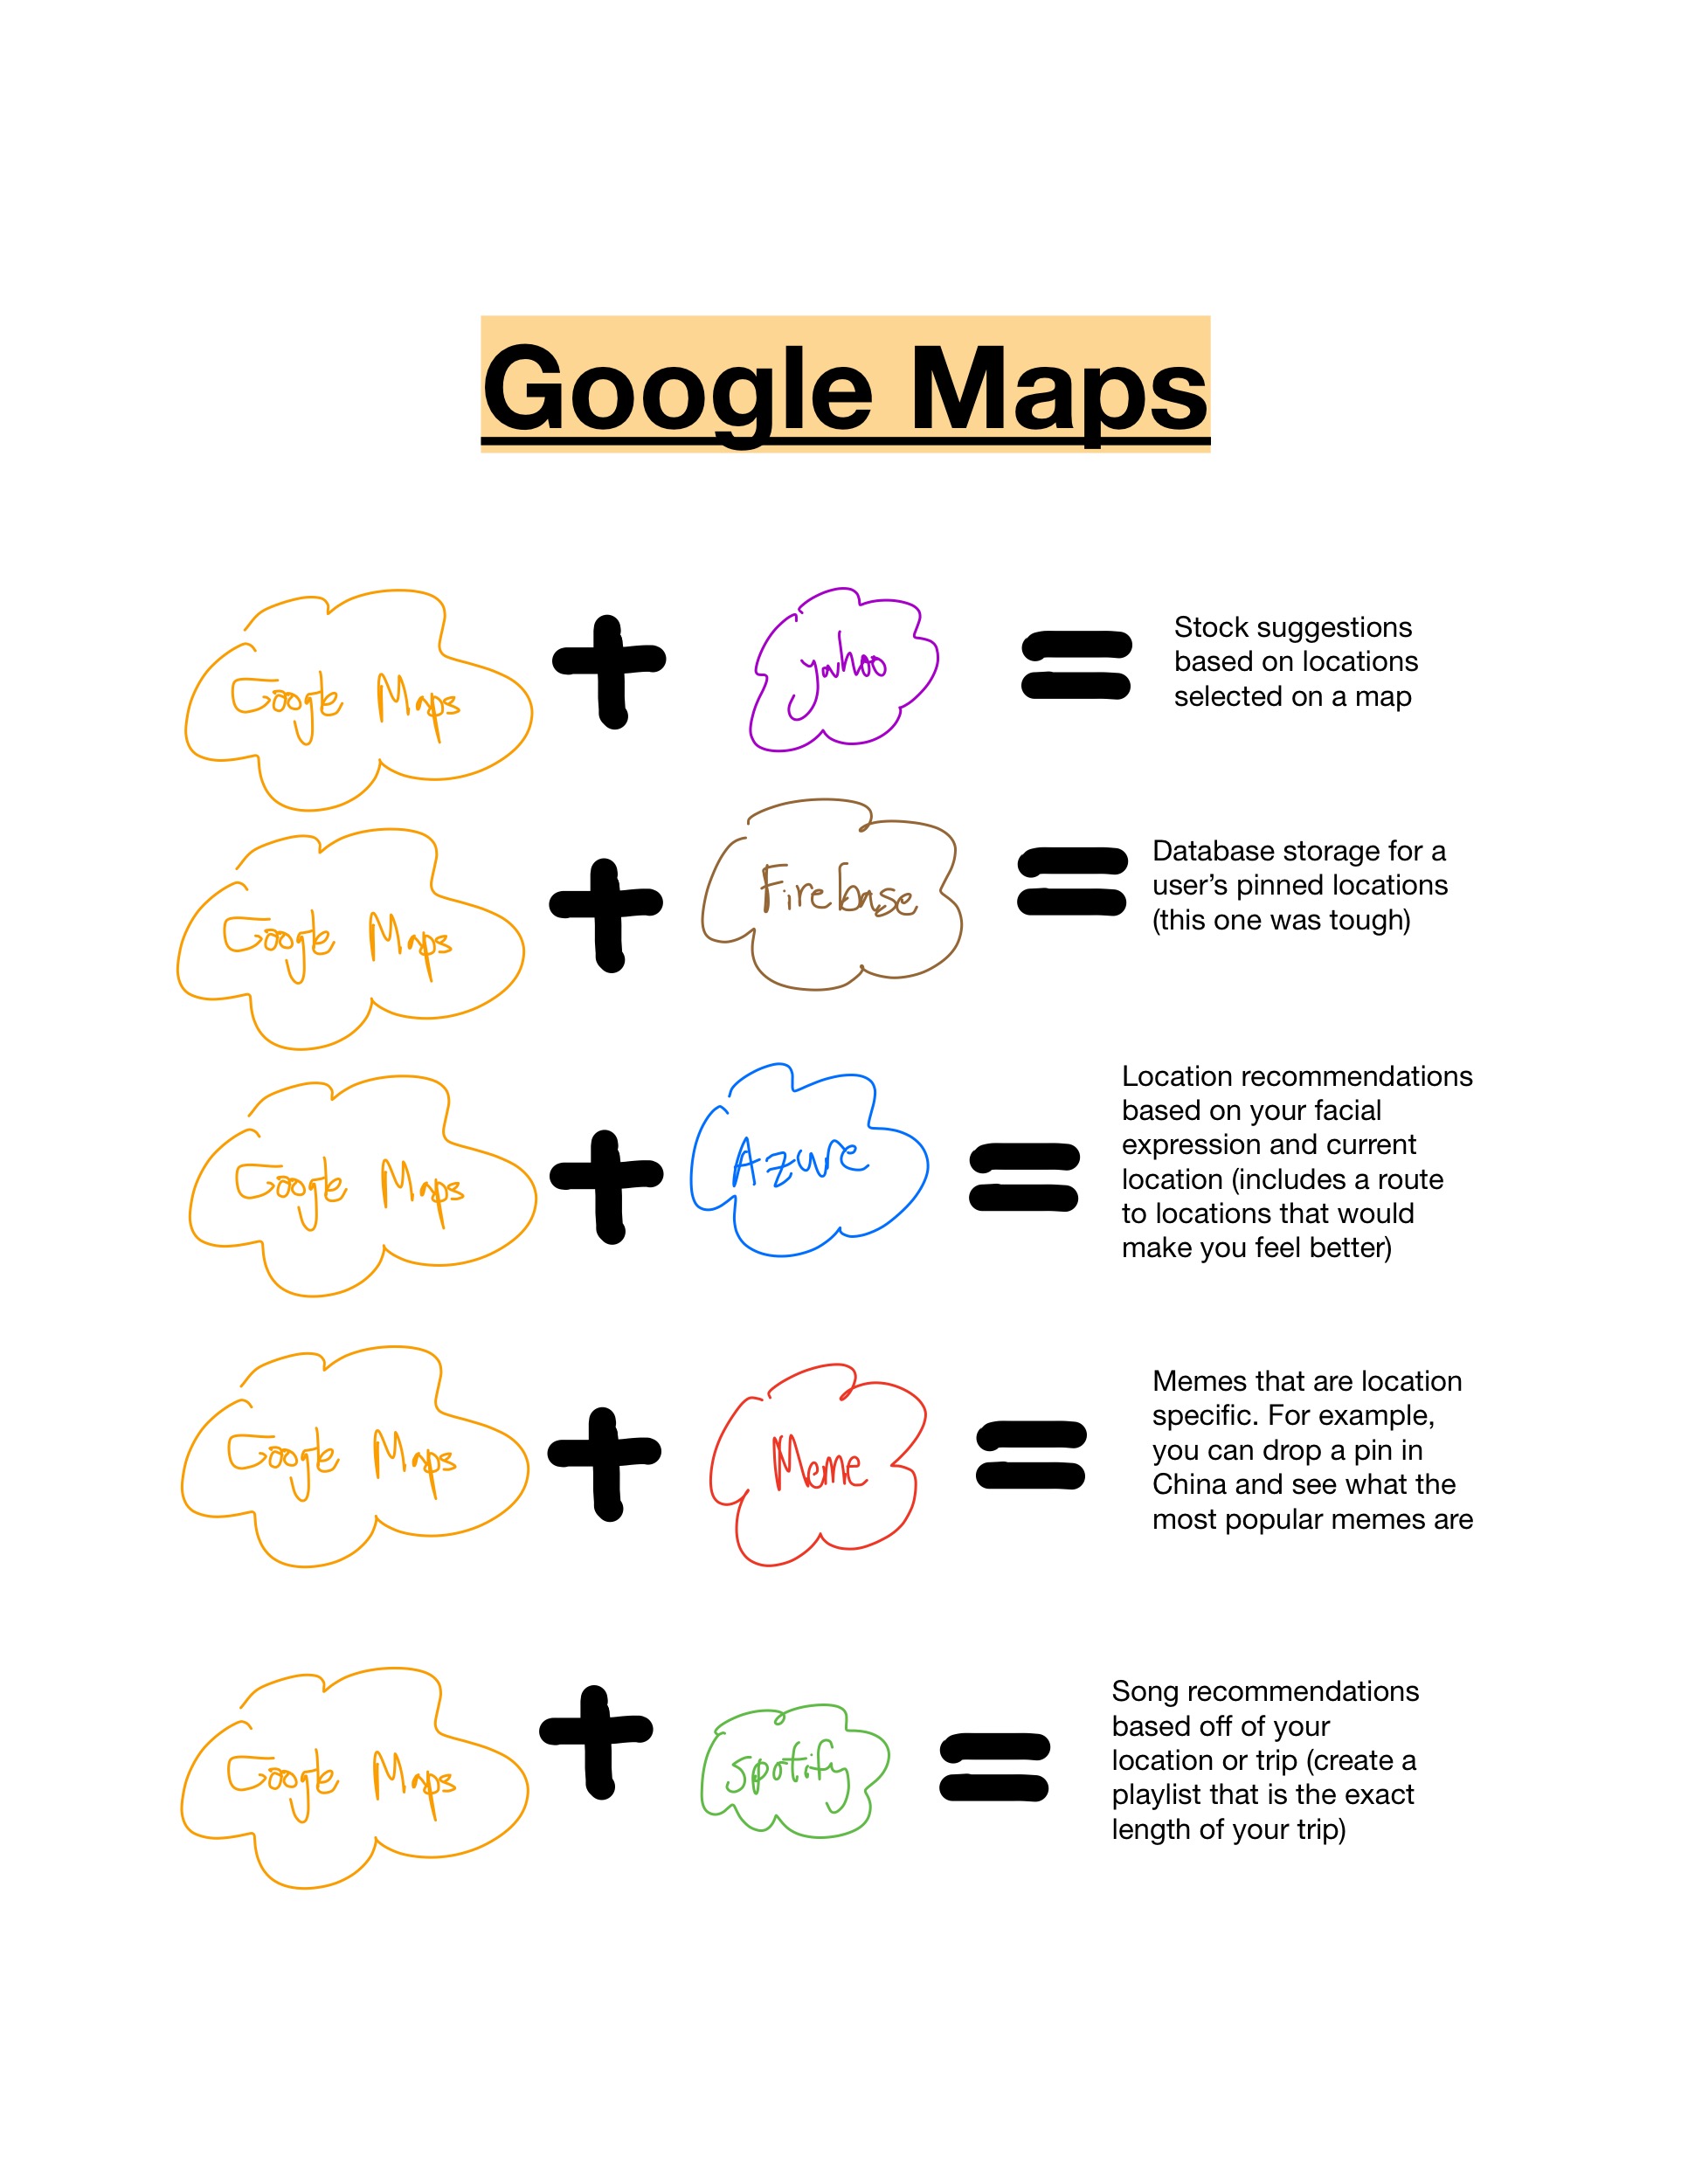 Google Maps
Google Maps + yahoo = Stock suggestions
based on locations
selected on a map
Google Maps + Firebase = Database storage for a
user's pinned locations
(this one was tough)
Google Maps + Azure = Location recommendations
based on your facial
expression and current
location (includes a route
to locations that would
make you feel better)
Google Maps + Meme = Memes that are location
specific. For example,
you can drop a pin in
China and see what the
most popular memes are
Google Maps + spotify = Song recommendations
based off of your
location or trip (create a
playlist that is the exact
length of your trip)